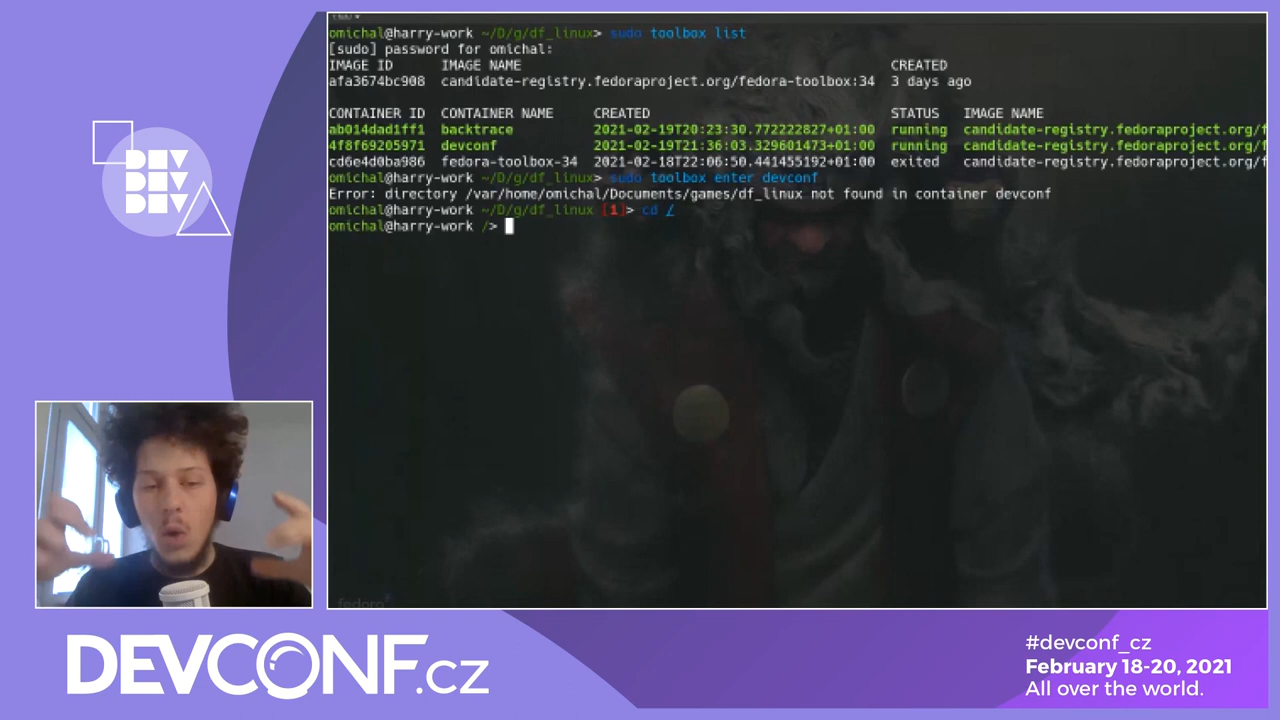 DEV
DEV
DEV
omichal@harry-work ~/D/g/df_linux> sudo toolbox list
[sudo] password for omichal:
IMAGE ID IMAGE NAME CREATED
afa3674bc908 candidate-registry.fedoraproject.org/fedora-toolbox:34 3 days ago
CONTAINER ID CONTAINER NAME CREATED STATUS IMAGE NAME
ab014dad1ff1 backtrace 2021-02-19T20:23:30.772222827+01:00 running candidate-registry.fedoraproject.org/f
4f8f69205971 devconf 2021-02-19T21:36:03.329601473+01:00 running candidate-registry.fedoraproject.org/f
cd6e4d0ba986 fedora-toolbox-34 2021-02-18T22:06:50.441455192+01:00 exited candidate-registry.fedoraproject.org/f
omichal@harry-work ~/D/g/df_linux> sudo toolbox enter devconf
Error: directory /var/home/omichal/Documents/games/df_linux not found in container devconf
omichal@harry-work ~/D/g/df_linux [1]> cd /
omichal@harry-work />
fedora
DEVCONF.cz
#devconf_cz
February 18-20, 2021
All over the world.